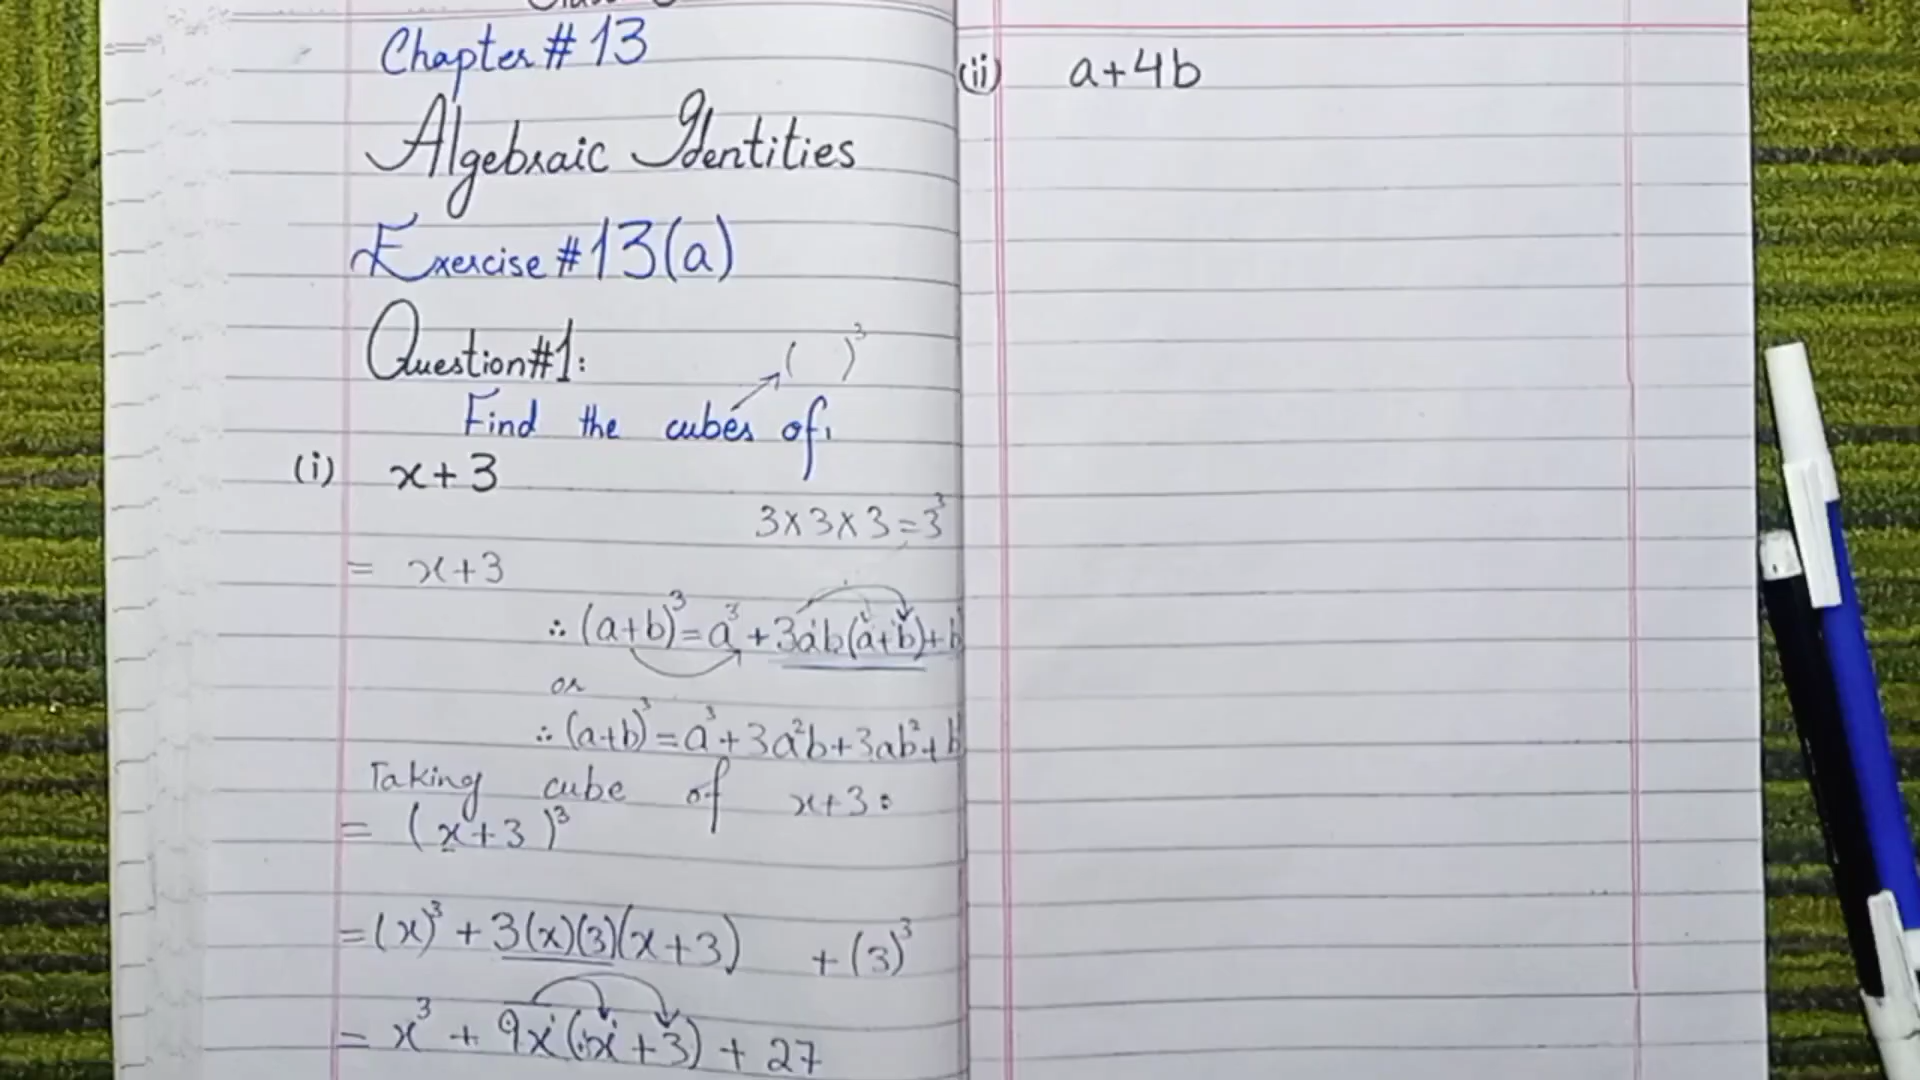 Chapter # 13
Algebraic Identities
Exercise # 13(a)
Question#1:
( )³
Find the cubes of,
(i) x+3
3×3×3=3³
= x+3
∴ (a+b)³=a³+3ab(a+b)+b
or
∴ (a+b)³=a³+3a²b+3ab²+b
Taking cube of x+3:
= (x+3)³
=(x)³+3(x)(3)(x+3) +(3)³
= x³+9x(x+3)+27
(ii) a+4b